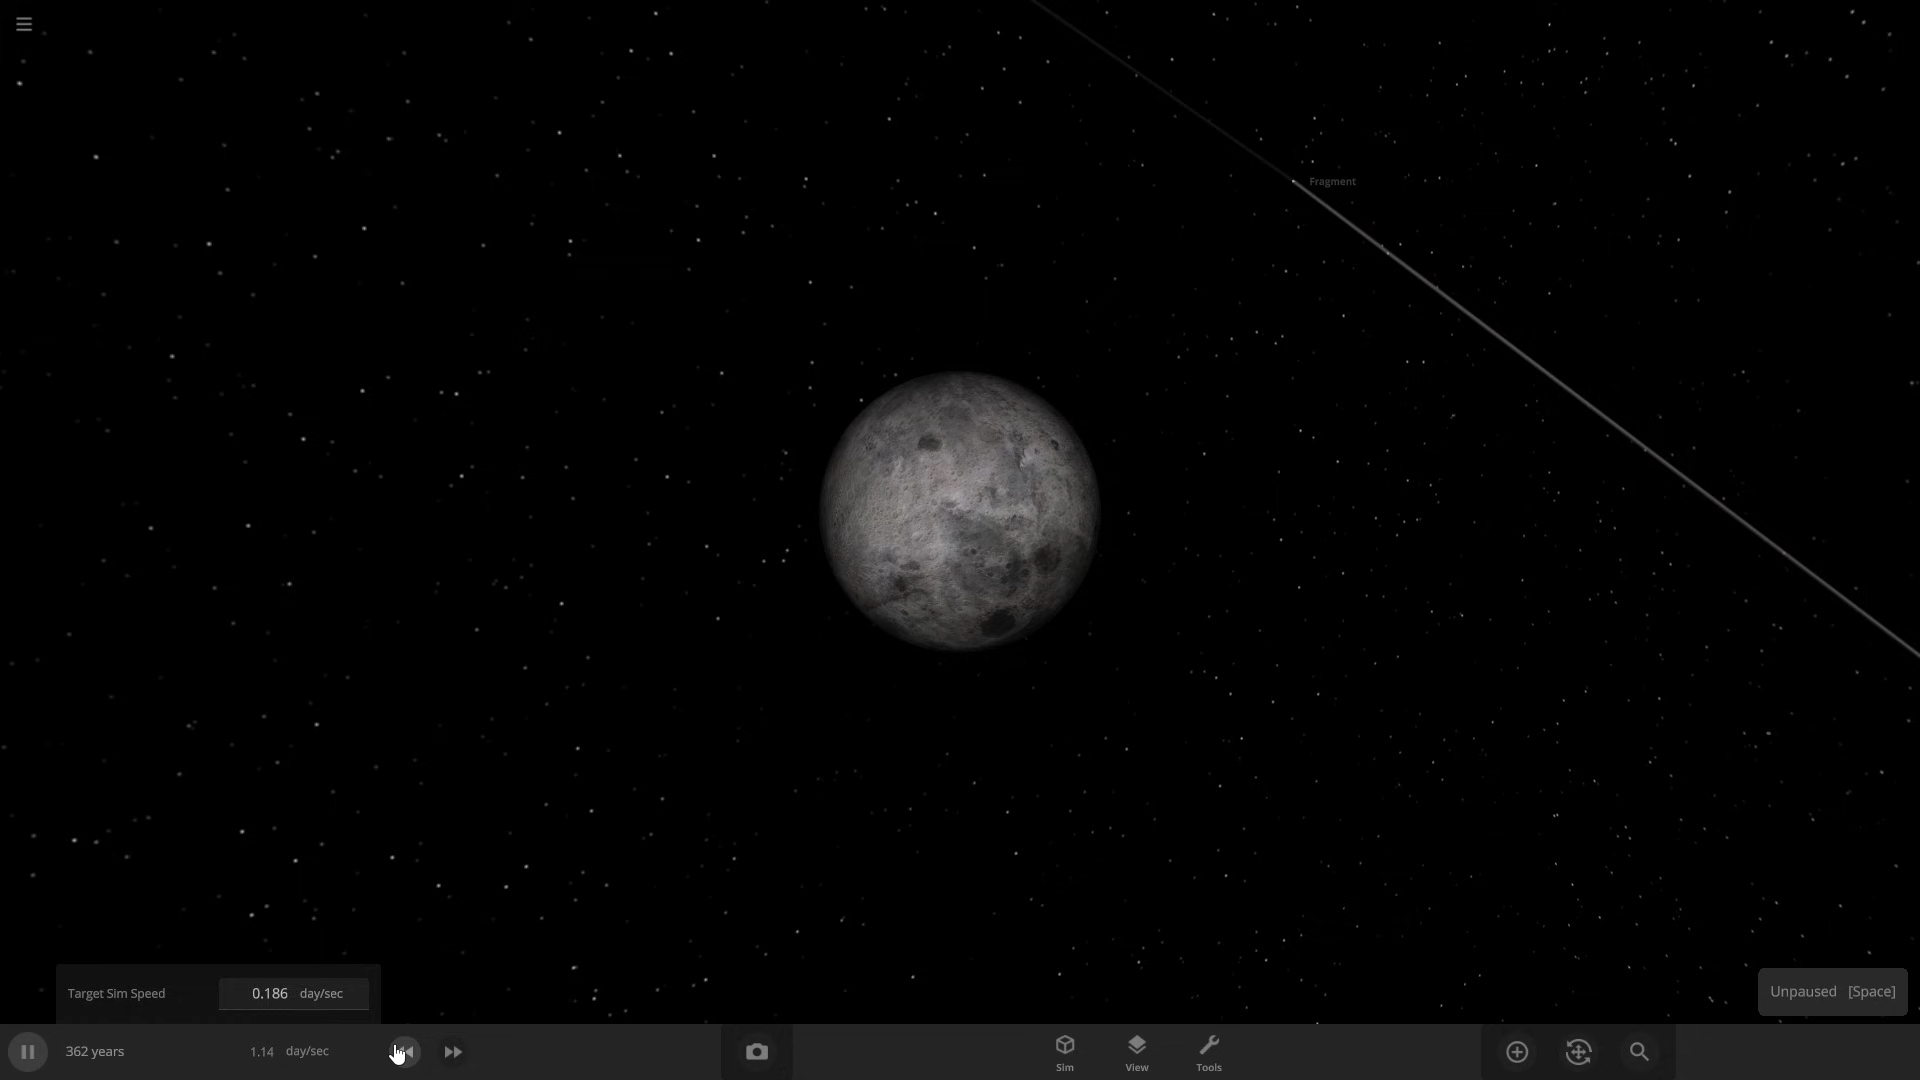 Fragment
Target Sim Speed 0.186 day/sec
Unpaused [Space]
362 years 1.14 day/sec
Sim View Tools